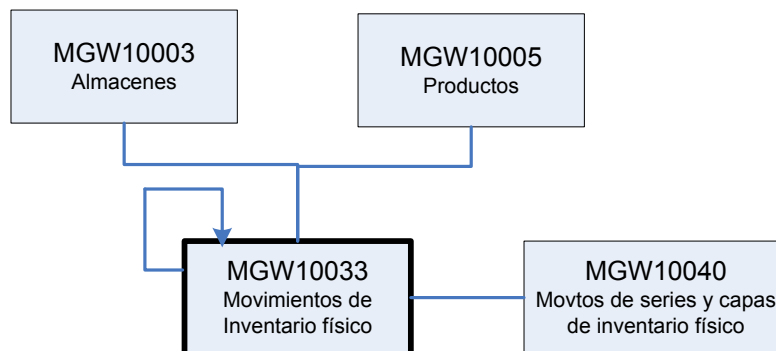 MGW10003
Almacenes
MGW10005
Productos
MGW10033
Movimientos de
Inventario físico
MGW10040
Movtos de series y capas
de inventario físico